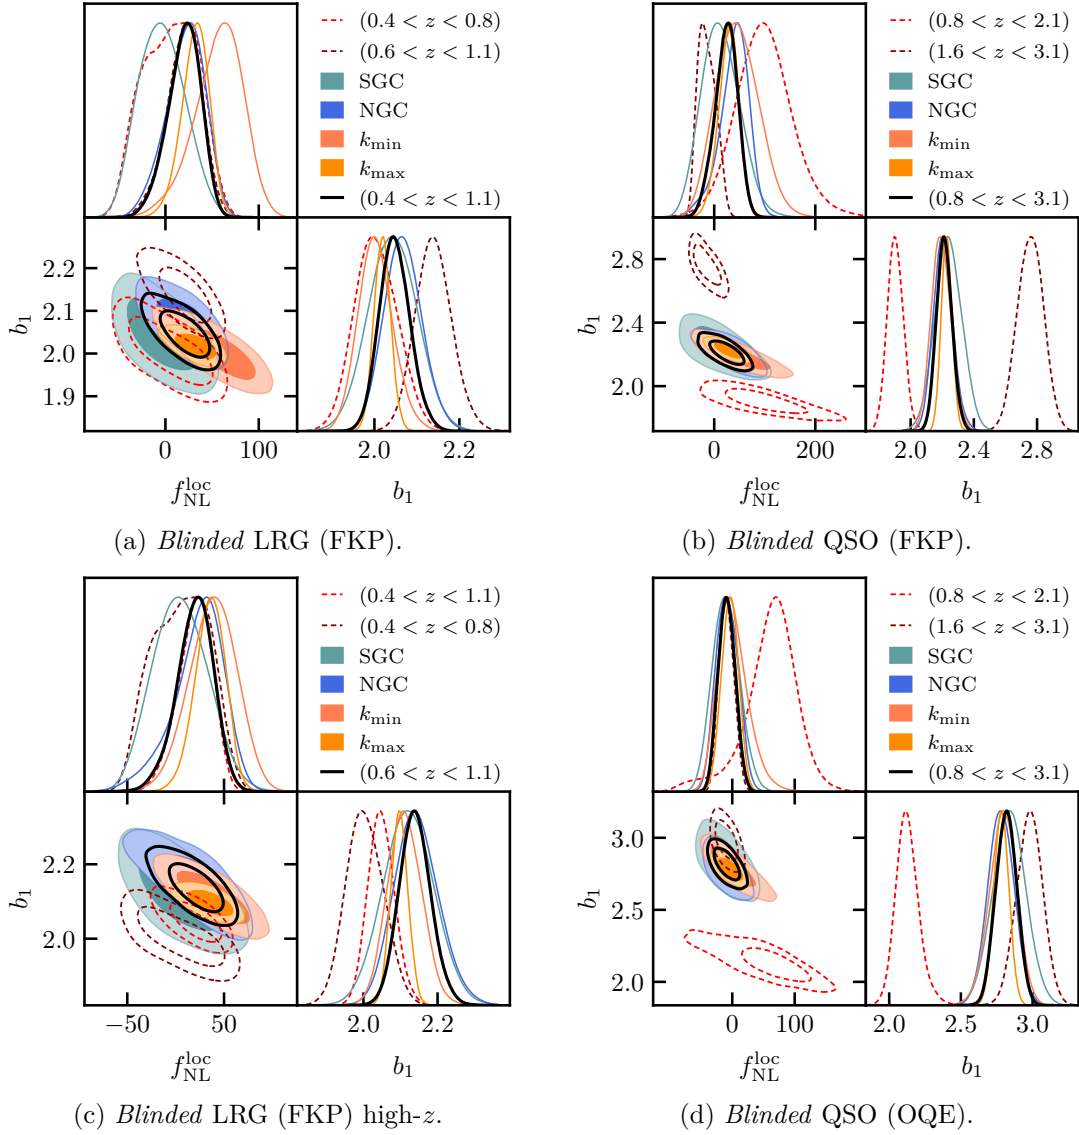 (0.4 < z < 0.8)
(0.6 < z < 1.1)
SGC
NGC
k_min
k_max
(0.4 < z < 1.1)
2.2
2.1
2.0
1.9
b_1
0 100
2.0 2.2
f_NL^loc
b_1
(a) Blinded LRG (FKP).
(0.8 < z < 2.1)
(1.6 < z < 3.1)
SGC
NGC
k_min
k_max
(0.8 < z < 3.1)
2.8
2.4
2.0
b_1
0 200
2.0 2.4 2.8
f_NL^loc
b_1
(b) Blinded QSO (FKP).
(0.4 < z < 1.1)
(0.4 < z < 0.8)
SGC
NGC
k_min
k_max
(0.6 < z < 1.1)
2.2
2.0
b_1
−50 50
2.0 2.2
f_NL^loc
b_1
(c) Blinded LRG (FKP) high-z.
(0.8 < z < 2.1)
(1.6 < z < 3.1)
SGC
NGC
k_min
k_max
(0.8 < z < 3.1)
3.0
2.5
2.0
b_1
0 100
2.0 2.5 3.0
f_NL^loc
b_1
(d) Blinded QSO (OQE).